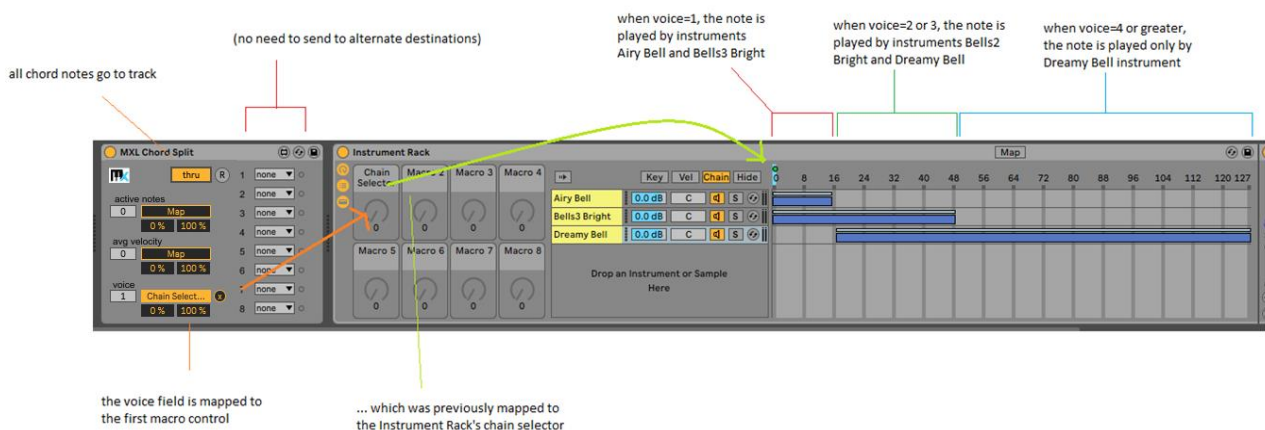 when voice=1, the note is
played by instruments
Airy Bell and Bells3 Bright
when voice=2 or 3, the note is
played by instruments Bells2
Bright and Dreamy Bell
when voice=4 or greater,
the note is played only by
Dreamy Bell instrument
(no need to send to alternate destinations)
all chord notes go to track
MXL Chord Split
thru R
active notes
0 Map
0 % 100 %
avg velocity
0 Map
0 % 100 %
voice
1 Chain Select... x
0 % 100 %
1 none
2 none
3 none
4 none
5 none
6 none
7 none
8 none
Instrument Rack
Map
Chain
Selector
Macro 2 Macro 3 Macro 4
0 0 0 0
Macro 5 Macro 6 Macro 7 Macro 8
0 0 0 0
Key Vel Chain Hide
Airy Bell 0.0 dB C S
Bells3 Bright 0.0 dB C S
Dreamy Bell 0.0 dB C S
Drop an Instrument or Sample
Here
0 8 16 24 32 40 48 56 64 72 80 88 96 104 112 120 127
the voice field is mapped to
the first macro control
... which was previously mapped to
the Instrument Rack's chain selector